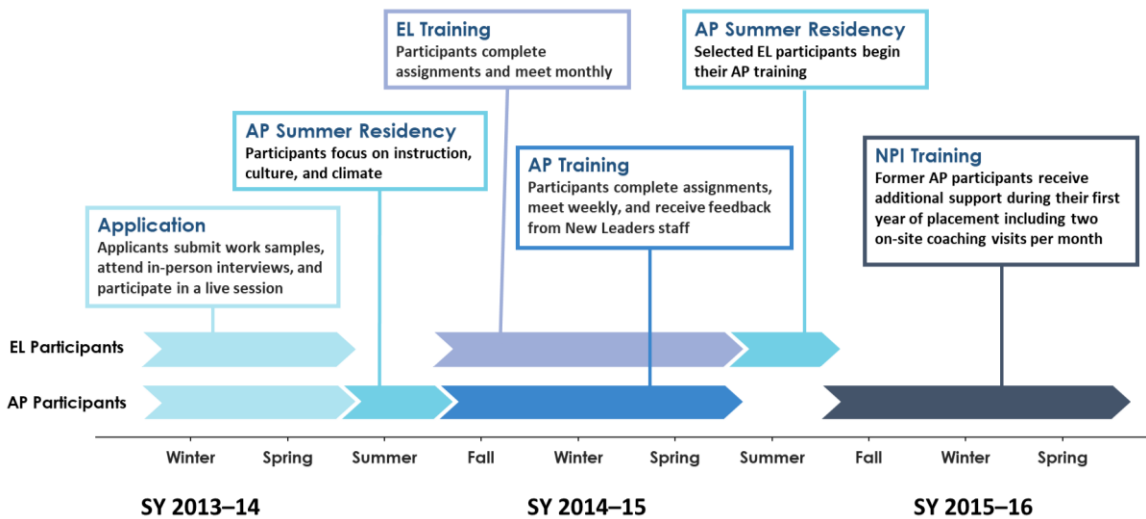 EL Training
Participants complete
assignments and meet monthly
AP Summer Residency
Selected EL participants begin
their AP training
AP Summer Residency
Participants focus on instruction,
culture, and climate
AP Training
Participants complete assignments,
meet weekly, and receive feedback
from New Leaders staff
NPI Training
Former AP participants receive
additional support during their first
year of placement including two
on-site coaching visits per month
Application
Applicants submit work samples,
attend in-person interviews, and
participate in a live session
EL Participants
AP Participants
Winter Spring Summer Fall Winter Spring Summer Fall Winter Spring
SY 2013–14 SY 2014–15 SY 2015–16